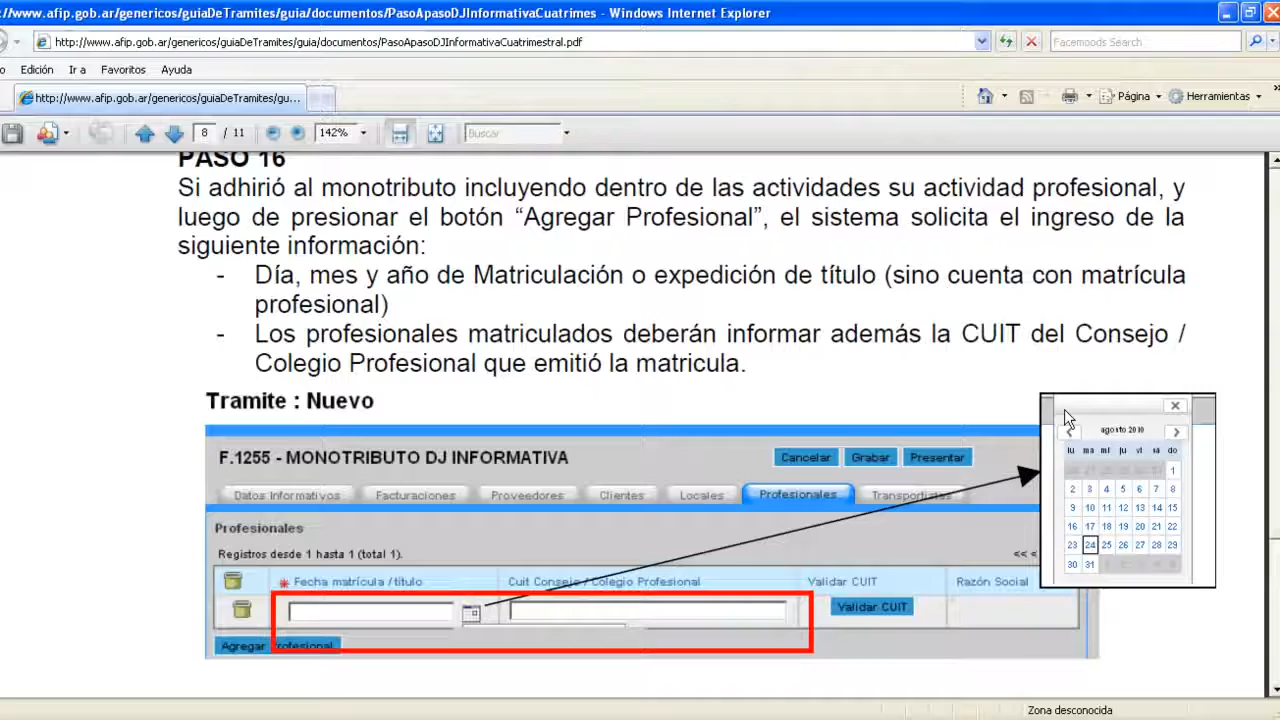 ://www.afip.gob.ar/genericos/guiaDeTramites/guia/documentos/PasoApasoDJInformativaCuatrimes - Windows Internet Explorer
http://www.afip.gob.ar/genericos/guiaDeTramites/guia/documentos/PasoApasoDJInformativaCuatrimestral.pdf
Facemoods Search
o Edición Ir a Favoritos Ayuda
http://www.afip.gob.ar/genericos/guiaDeTramites/gu...
Página Herramientas
8 / 11 142% Buscar
PASO 16
Si adhirió al monotributo incluyendo dentro de las actividades su actividad profesional, y
luego de presionar el botón “Agregar Profesional”, el sistema solicita el ingreso de la
siguiente información:
- Día, mes y año de Matriculación o expedición de título (sino cuenta con matrícula
profesional)
- Los profesionales matriculados deberán informar además la CUIT del Consejo /
Colegio Profesional que emitió la matricula.
Tramite : Nuevo
F.1255 - MONOTRIBUTO DJ INFORMATIVA
Cancelar Grabar Presentar
Datos Informativos Facturaciones Proveedores Clientes Locales Profesionales Transportistas
Profesionales
Registros desde 1 hasta 1 (total 1).
<< <
Fecha matrícula / título Cuit Consejo / Colegio Profesional Validar CUIT Razón Social
Validar CUIT
Agregar Profesional
agosto 2010
lu ma mi ju vi sá do
1
2 3 4 5 6 7 8
9 10 11 12 13 14 15
16 17 18 19 20 21 22
23 24 25 26 27 28 29
30 31
Zona desconocida